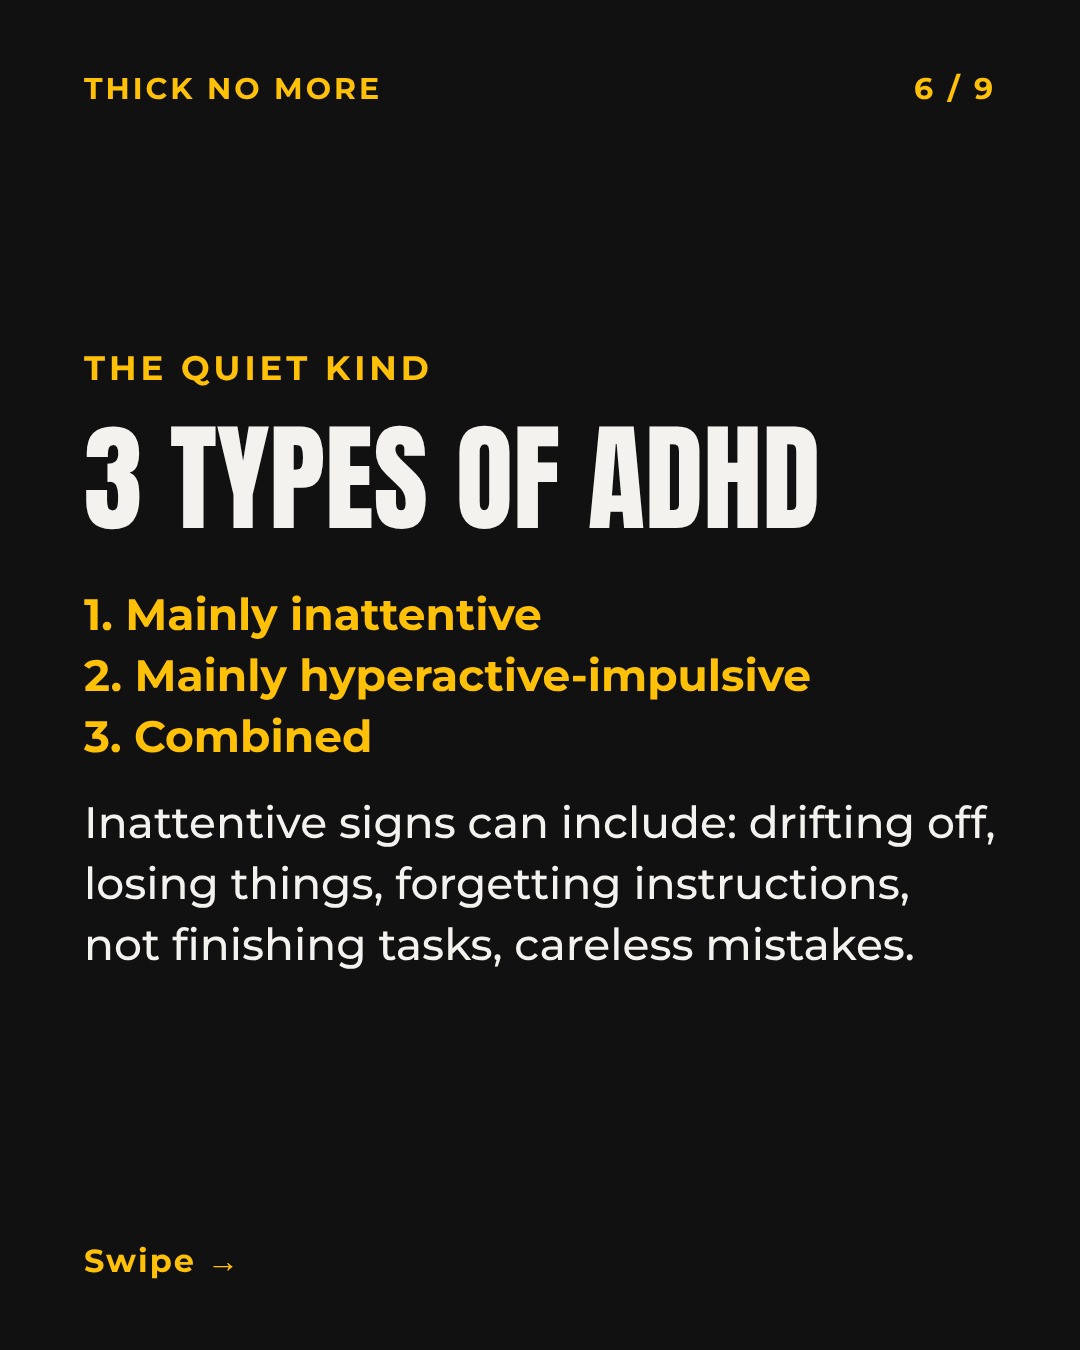 THICK NO MORE
6 / 9
THE QUIET KIND
3 TYPES OF ADHD
1. Mainly inattentive
2. Mainly hyperactive-impulsive
3. Combined
Inattentive signs can include: drifting off,
losing things, forgetting instructions,
not finishing tasks, careless mistakes.
Swipe →